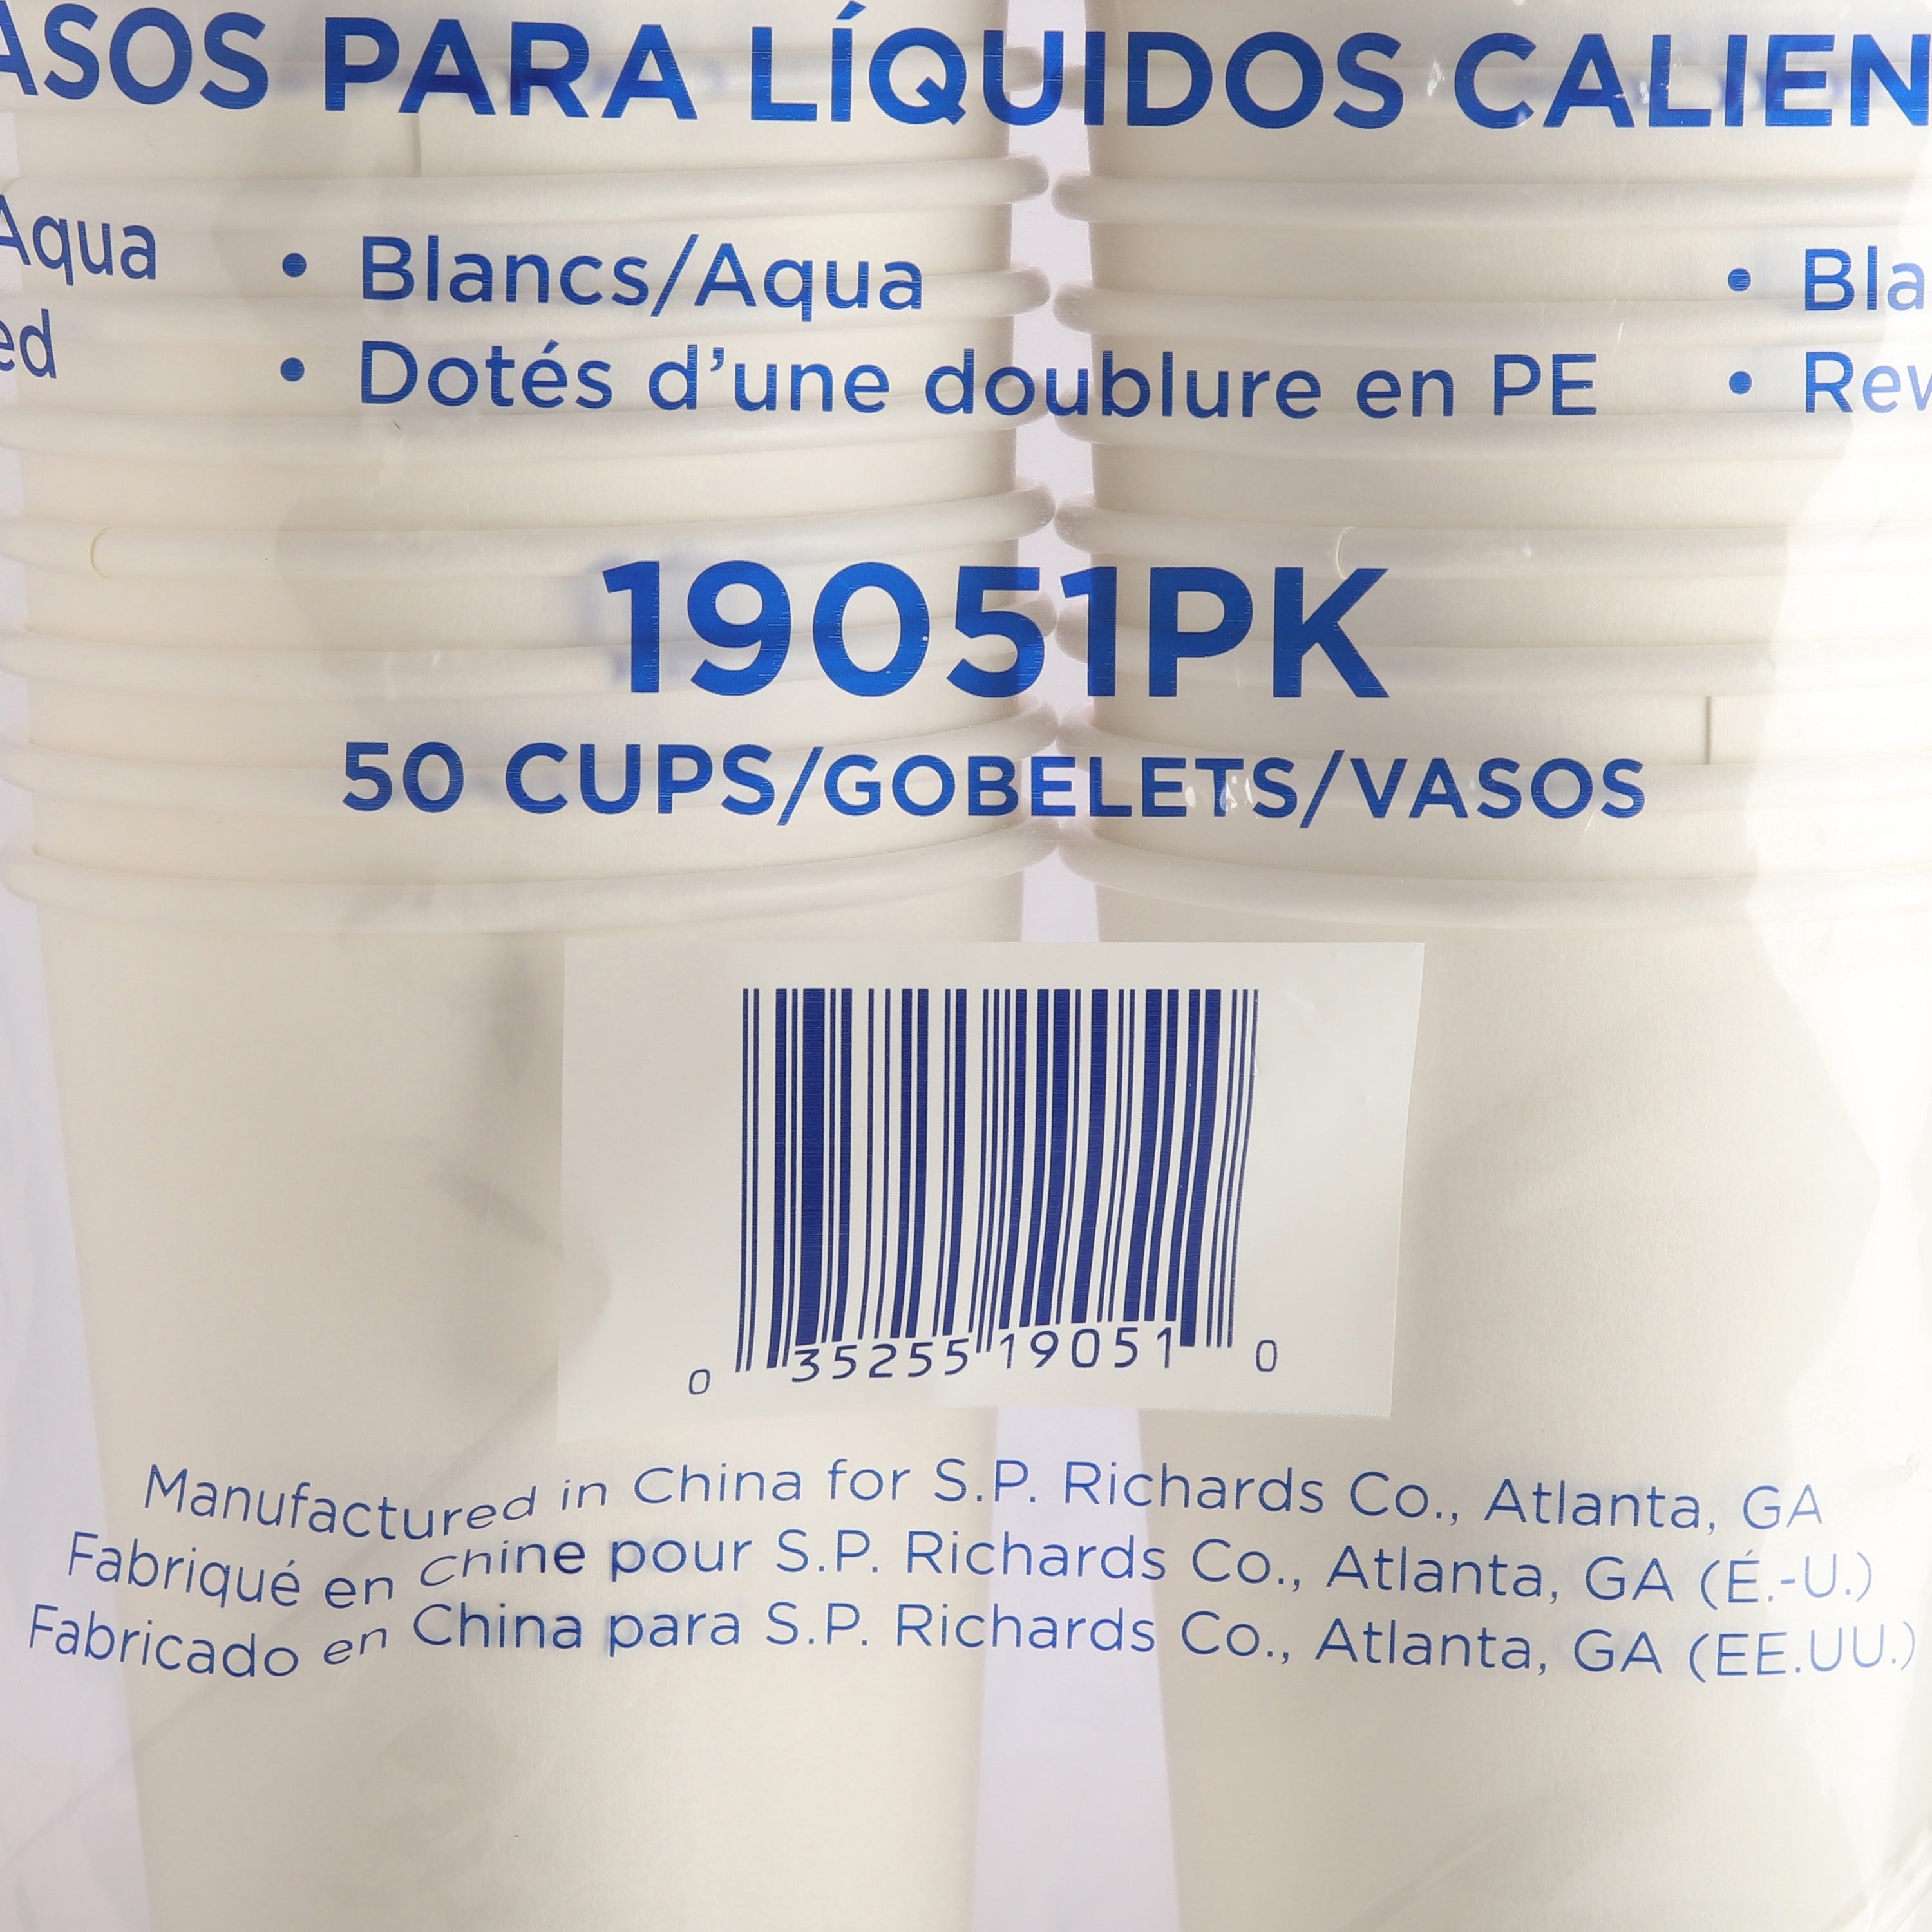 ASOS PARA LÍQUIDOS CALIEN
Aqua • Blancs/Aqua • Bla
ed • Dotés d'une doublure en PE • Rev
19051PK
50 CUPS/GOBELETS/VASOS
0 35255 19051 0
Manufactured in China for S.P. Richards Co., Atlanta, GA
Fabriqué en Chine pour S.P. Richards Co., Atlanta, GA (É.-U.)
Fabricado en China para S.P. Richards Co., Atlanta, GA (EE.UU.)